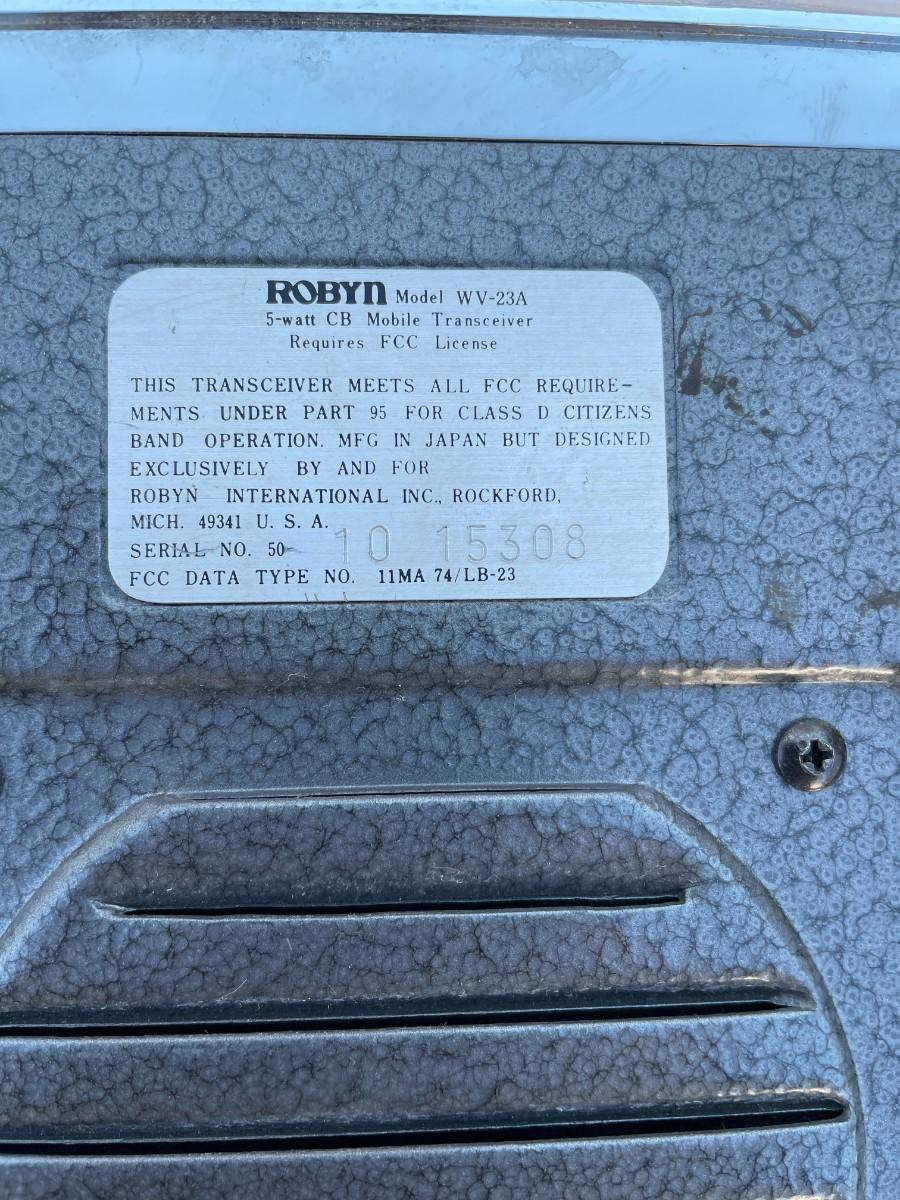 ROBYN Model WV-23A
5-watt CB Mobile Transceiver
Requires FCC License
THIS TRANSCEIVER MEETS ALL FCC REQUIRE-
MENTS UNDER PART 95 FOR CLASS D CITIZENS
BAND OPERATION. MFG IN JAPAN BUT DESIGNED
EXCLUSIVELY BY AND FOR
ROBYN INTERNATIONAL INC., ROCKFORD,
MICH. 49341 U. S. A.
SERIAL NO. 50- 10 15308
FCC DATA TYPE NO. 11MA 74/LB-23